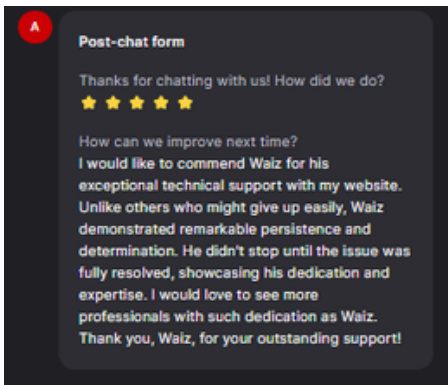 A
Post-chat form
Thanks for chatting with us! How did we do?
How can we improve next time?
I would like to commend Waiz for his
exceptional technical support with my website.
Unlike others who might give up easily, Waiz
demonstrated remarkable persistence and
determination. He didn't stop until the issue was
fully resolved, showcasing his dedication and
expertise. I would love to see more
professionals with such dedication as Waiz.
Thank you, Waiz, for your outstanding support!